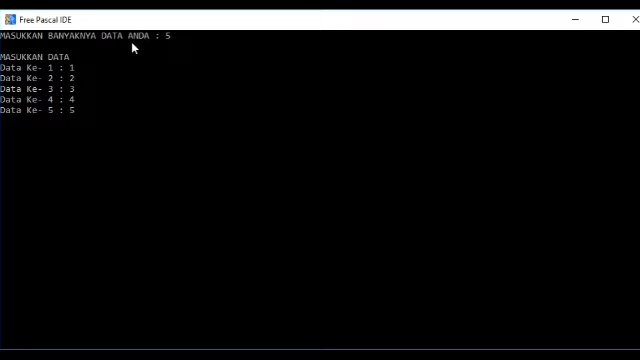 Free Pascal IDE
MASUKKAN BANYAKNYA DATA ANDA : 5
MASUKKAN DATA
Data Ke- 1 : 1
Data Ke- 2 : 2
Data Ke- 3 : 3
Data Ke- 4 : 4
Data Ke- 5 : 5